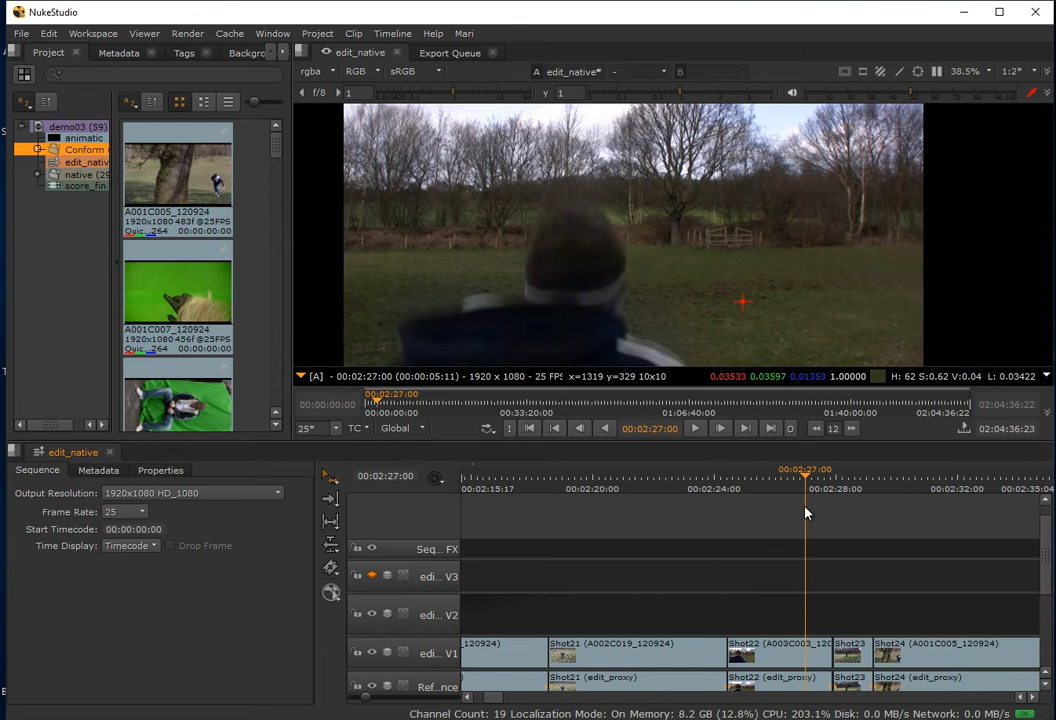 NukeStudio
File Edit Workspace Viewer Render Cache Window Project Clip Timeline Help Mari
Project Metadata Tags Backgro
edit_native Export Queue
rgba RGB sRGB A edit_native* - B - 38.5% 1:2*
f/8 1 Y 1
demo03 (59)
animatic
Conform
edit_nativ
native (29
score_fin
A001C005_120924
1920x1080 483f @25FPS
Quic...264 00:00:00:00
A001C007_120924
1920x1080 456f @25FPS
Quic...264 00:00:00:00
[A] - 00:02:27:00 (00:00:05:11) - 1920 x 1080 - 25 FPS x=1319 y=329 10x10 0.03533 0.03597 0.01353 1.00000 H: 62 S:0.62 V:0.04 L: 0.03422
00:02:27:00
00:00:00:00 00:00:00:00 00:33:20:00 01:06:40:00 01:40:00:00 02:04:36:22 02:04:36:22
25* TC Global I 00:02:27:00 O 12 02:04:36:23
edit_native
Sequence Metadata Properties
Output Resolution: 1920x1080 HD_1080
Frame Rate: 25
Start Timecode: 00:00:00:00
Time Display: Timecode Drop Frame
00:02:27:00
00:02:27:00
00:02:15:17 00:02:20:00 00:02:24:00 00:02:28:00 00:02:32:00 00:02:35:04
Seq... FX
edi... V3
edi... V2
edi... V1
_120924) Shot21 (A002C019_120924) Shot22 (A003C003_120 Shot23 Shot24 (A001C005_120924)
Ref...nce
Shot21 (edit_proxy) Shot22 (edit_proxy) Shot23 Shot24 (edit_proxy)
Channel Count: 19 Localization Mode: On Memory: 8.2 GB (12.8%) CPU: 203.1% Disk: 0.0 MB/s Network: 0.0 MB/s